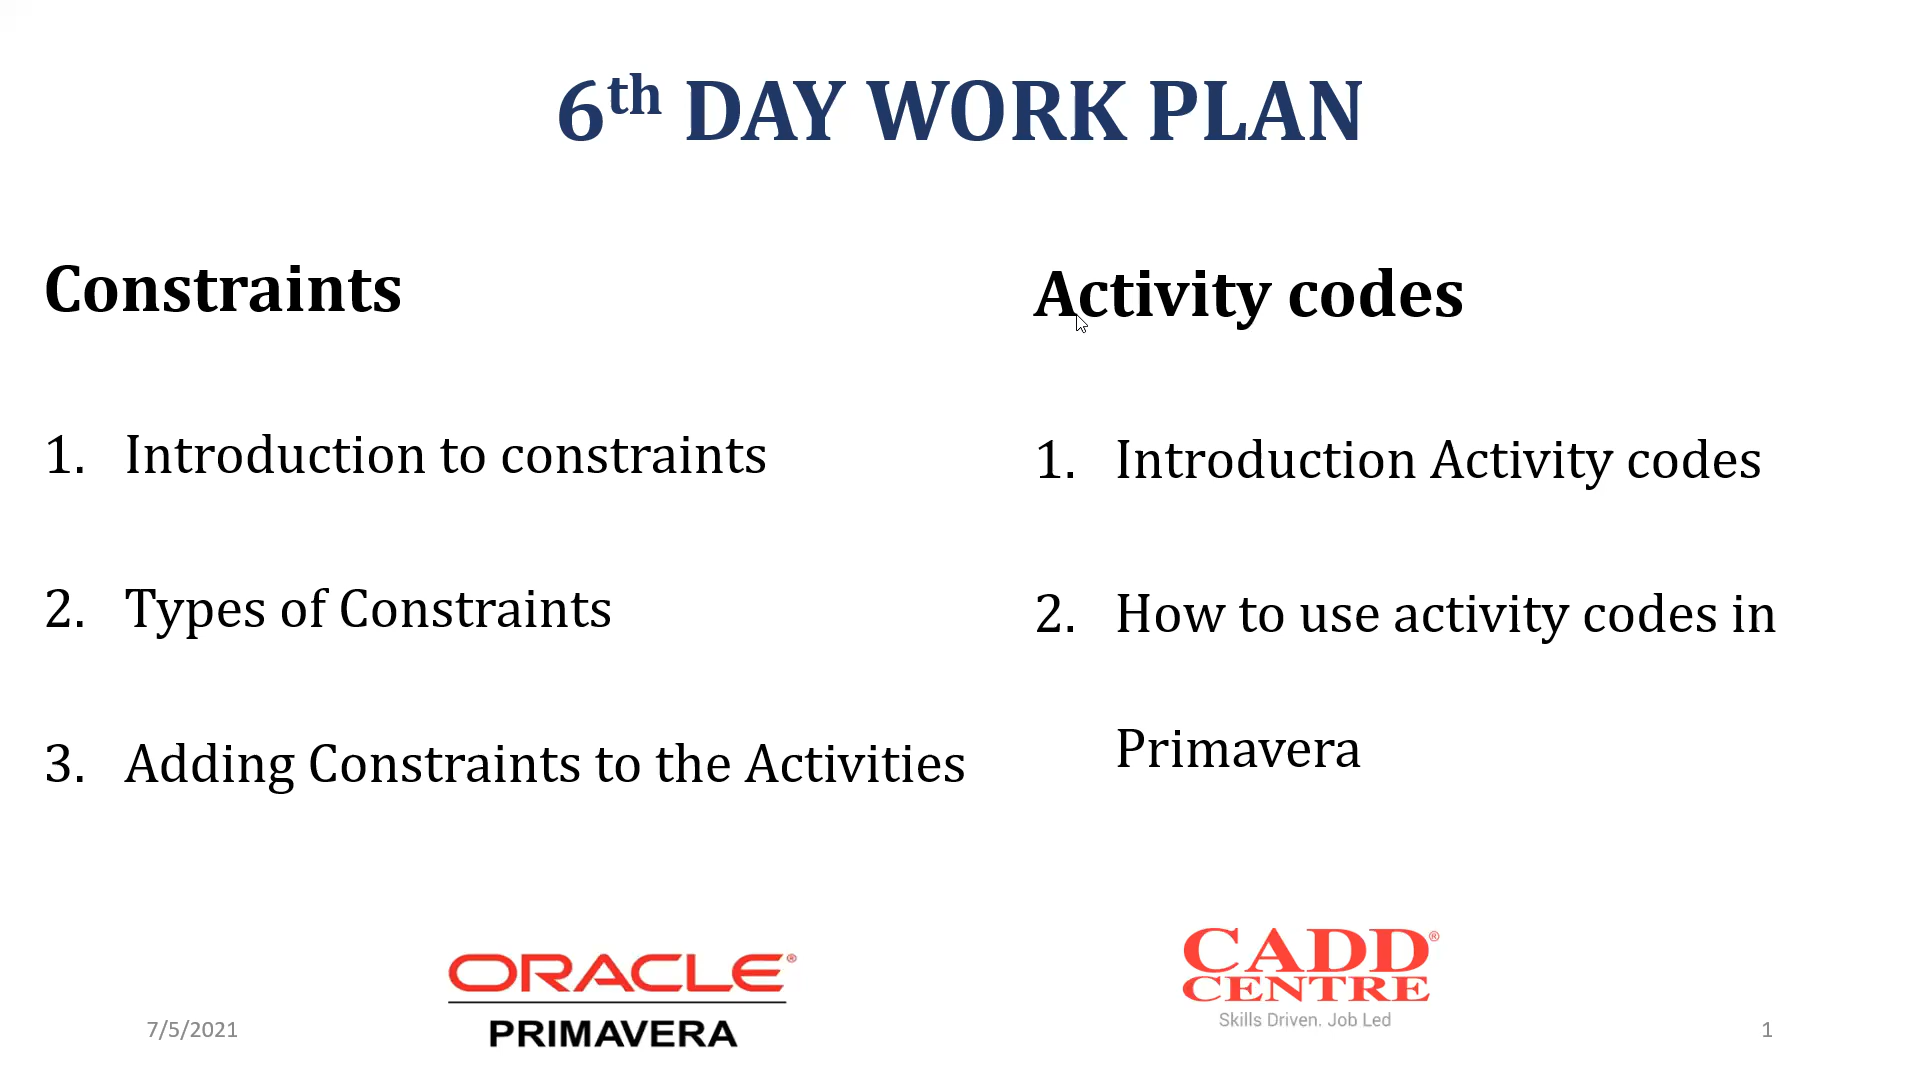 6th DAY WORK PLAN
Constraints
1. Introduction to constraints
2. Types of Constraints
3. Adding Constraints to the Activities
Activity codes
1. Introduction Activity codes
2. How to use activity codes in
Primavera
ORACLE®
PRIMAVERA
CADD®
CENTRE
Skills Driven. Job Led
7/5/2021
1